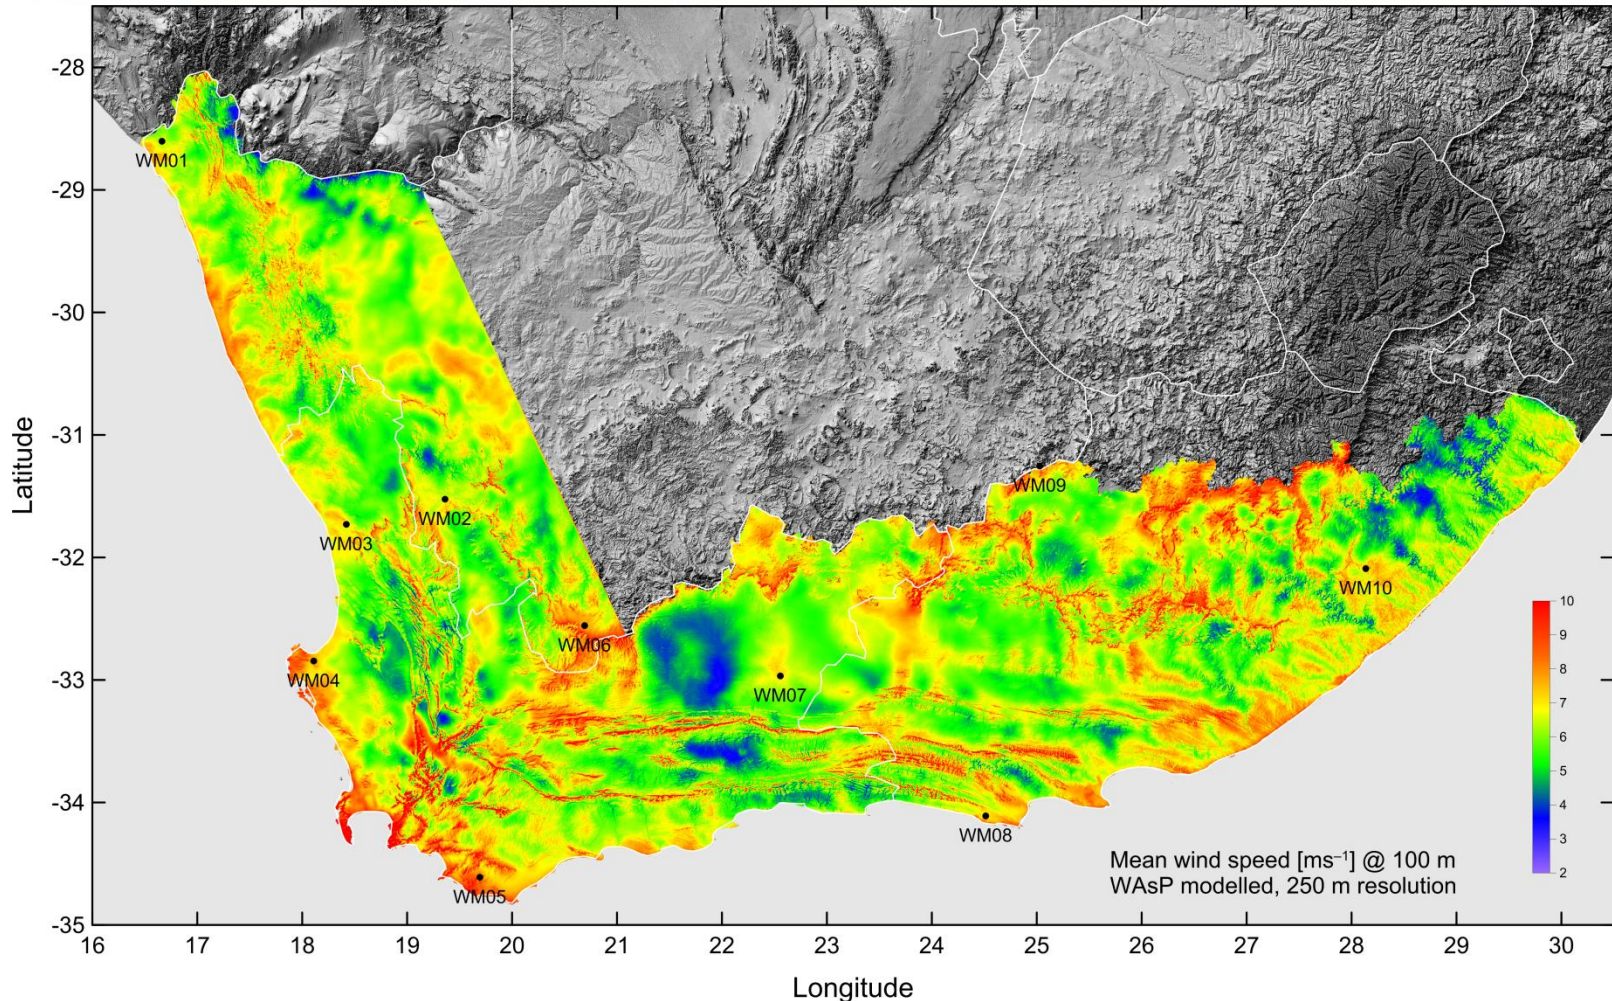 -28
-29
-30
-31
-32
-33
-34
-35
Latitude
WM01
WM02
WM03
WM04
WM05
WM06
WM07
WM08
WM09
WM10
10
9
8
7
6
5
4
3
2
Mean wind speed [ms⁻¹] @ 100 m
WAsP modelled, 250 m resolution
16 17 18 19 20 21 22 23 24 25 26 27 28 29 30
Longitude